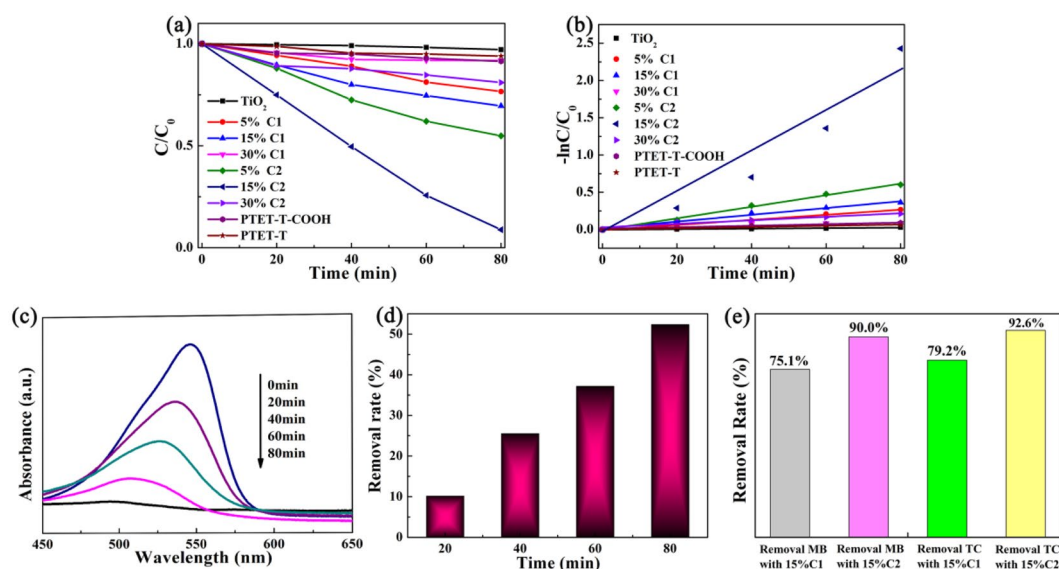 (a)
C/C0
1.0
0.5
0.0
TiO2
5% C1
15% C1
30% C1
5% C2
15% C2
30% C2
PTET-T-COOH
PTET-T
0 20 40 60 80
Time (min)
(b)
-lnC/C0
2.5
2.0
1.5
1.0
0.5
0.0
TiO2
5% C1
15% C1
30% C1
5% C2
15% C2
30% C2
PTET-T-COOH
PTET-T
0 20 40 60 80
Time (min)
(c)
Absorbance (a.u.)
0min
20min
40min
60min
80min
450 500 550 600 650
Wavelength (nm)
(d)
Removal rate (%)
50
40
30
20
10
0
20 40 60 80
Time (min)
(e)
Removal Rate (%)
75.1%
90.0%
79.2%
92.6%
Removal MB Removal MB Removal TC Removal TC
with 15%C1 with 15%C2 with 15%C1 with 15%C2